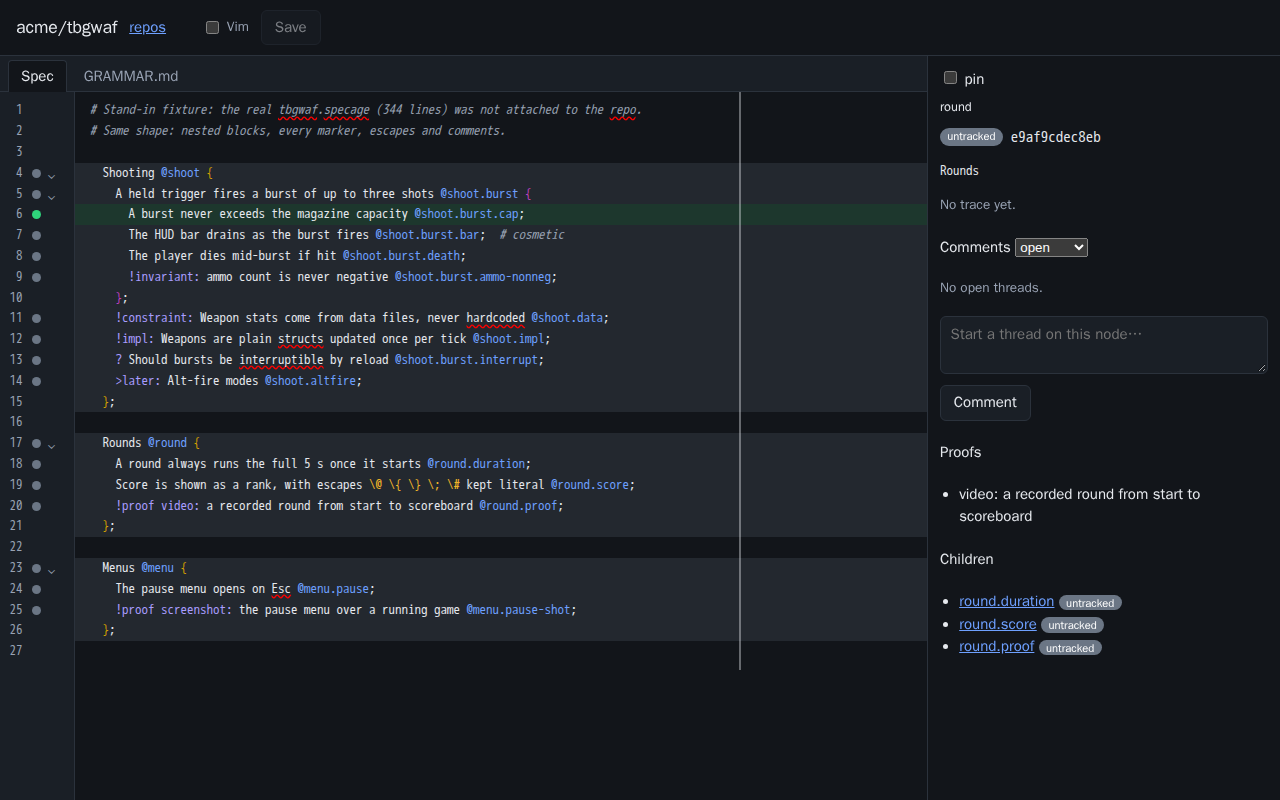 acme/tbgwaf repos Vim Save
Spec GRAMMAR.md
1 # Stand-in fixture: the real tbgwaf.specage (344 lines) was not attached to the repo.
2 # Same shape: nested blocks, every marker, escapes and comments.
3
4 Shooting @shoot {
5 A held trigger fires a burst of up to three shots @shoot.burst {
6 A burst never exceeds the magazine capacity @shoot.burst.cap;
7 The HUD bar drains as the burst fires @shoot.burst.bar; # cosmetic
8 The player dies mid-burst if hit @shoot.burst.death;
9 !invariant: ammo count is never negative @shoot.burst.ammo-nonneg;
10 };
11 !constraint: Weapon stats come from data files, never hardcoded @shoot.data;
12 !impl: Weapons are plain structs updated once per tick @shoot.impl;
13 ? Should bursts be interruptible by reload @shoot.burst.interrupt;
14 >later: Alt-fire modes @shoot.altfire;
15 };
16
17 Rounds @round {
18 A round always runs the full 5 s once it starts @round.duration;
19 Score is shown as a rank, with escapes \@ \{ \} \; \# kept literal @round.score;
20 !proof video: a recorded round from start to scoreboard @round.proof;
21 };
22
23 Menus @menu {
24 The pause menu opens on Esc @menu.pause;
25 !proof screenshot: the pause menu over a running game @menu.pause-shot;
26 };
27
pin
round
untracked e9af9cdec8eb
Rounds
No trace yet.
Comments open
No open threads.
Start a thread on this node⋯
Comment
Proofs
• video: a recorded round from start to
scoreboard
Children
• round.duration untracked
• round.score untracked
• round.proof untracked